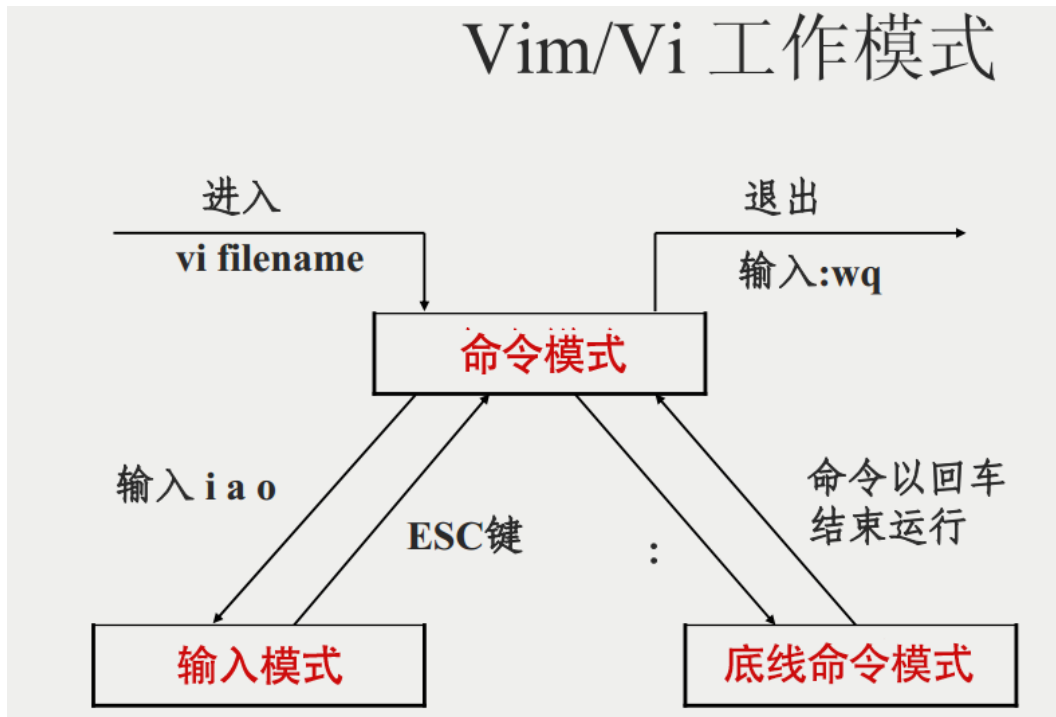 Vim/Vi 工作模式
进入
vi filename
退出
输入:wq
命令模式
输入 i a o
ESC键
:
命令以回车
结束运行
输入模式
底线命令模式